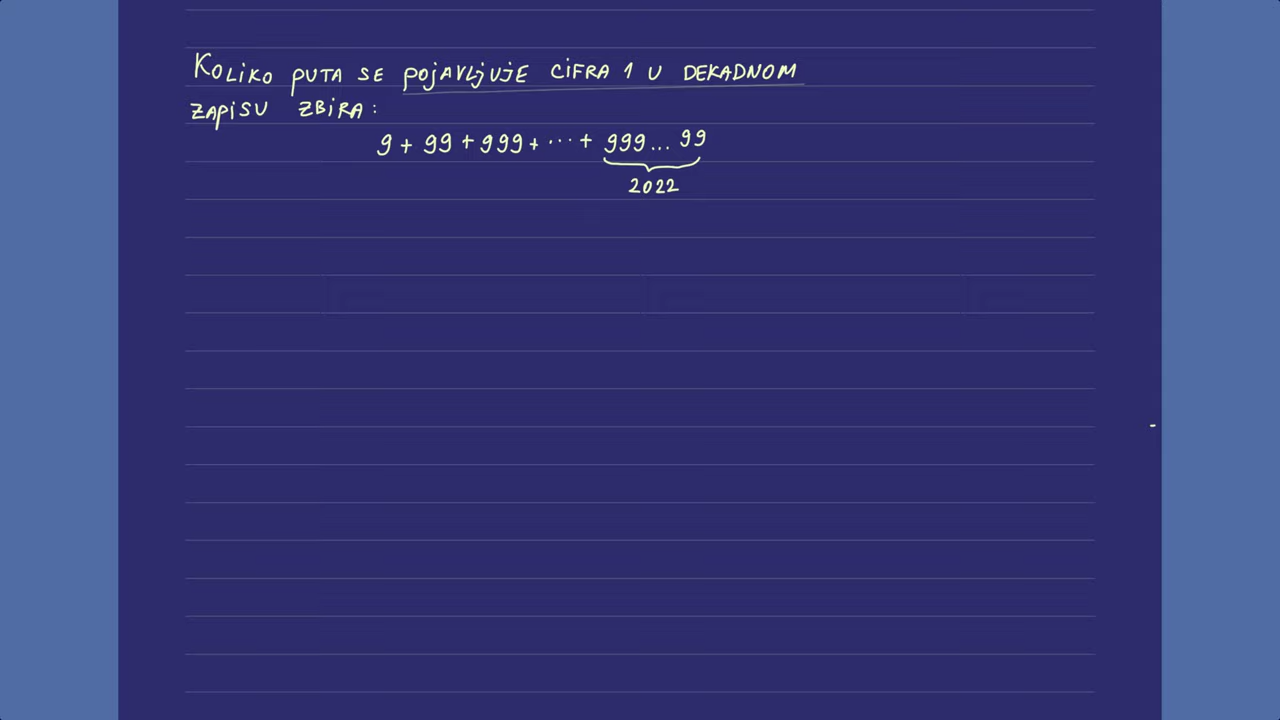 KOLIKO PUTA SE POJAVLJUJE CIFRA 1 U DEKADNOM
ZAPISU ZBIRA:
9 + 99 + 999 + ... + 999... 99
2022